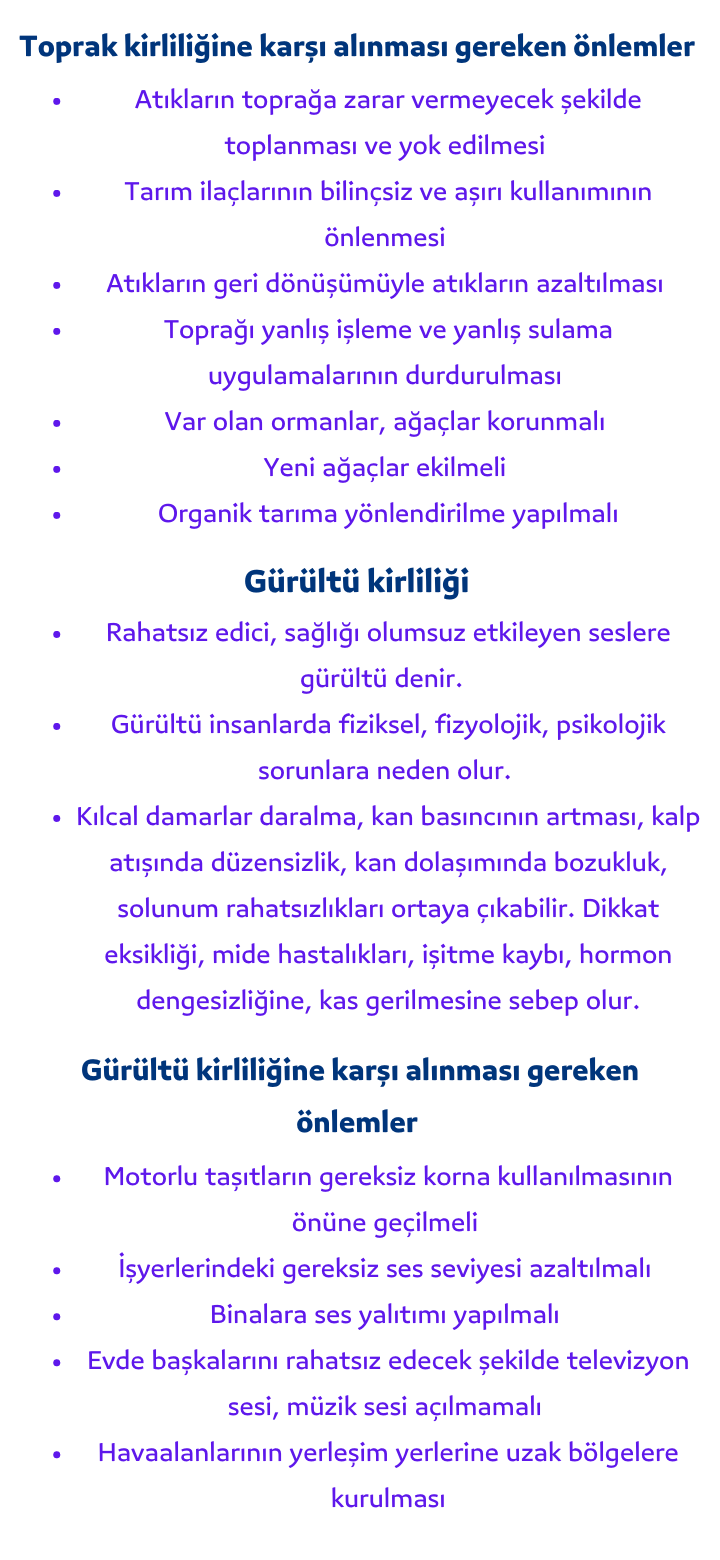 Toprak kirliliğine karşı alınması gereken önlemler
• Atıkların toprağa zarar vermeyecek şekilde
toplanması ve yok edilmesi
• Tarım ilaçlarının bilinçsiz ve aşırı kullanımının
önlenmesi
• Atıkların geri dönüşümüyle atıkların azaltılması
• Toprağı yanlış işleme ve yanlış sulama
uygulamalarının durdurulması
• Var olan ormanlar, ağaçlar korunmalı
• Yeni ağaçlar ekilmeli
• Organik tarıma yönlendirilme yapılmalı
Gürültü kirliliği
• Rahatsız edici, sağlığı olumsuz etkileyen seslere
gürültü denir.
• Gürültü insanlarda fiziksel, fizyolojik, psikolojik
sorunlara neden olur.
• Kılcal damarlar daralma, kan basıncının artması, kalp
atışında düzensizlik, kan dolaşımında bozukluk,
solunum rahatsızlıkları ortaya çıkabilir. Dikkat
eksikliği, mide hastalıkları, işitme kaybı, hormon
dengesizliğine, kas gerilmesine sebep olur.
Gürültü kirliliğine karşı alınması gereken
önlemler
• Motorlu taşıtların gereksiz korna kullanılmasının
önüne geçilmeli
• İşyerlerindeki gereksiz ses seviyesi azaltılmalı
• Binalara ses yalıtımı yapılmalı
• Evde başkalarını rahatsız edecek şekilde televizyon
sesi, müzik sesi açılmamalı
• Havaalanlarının yerleşim yerlerine uzak bölgelere
kurulması